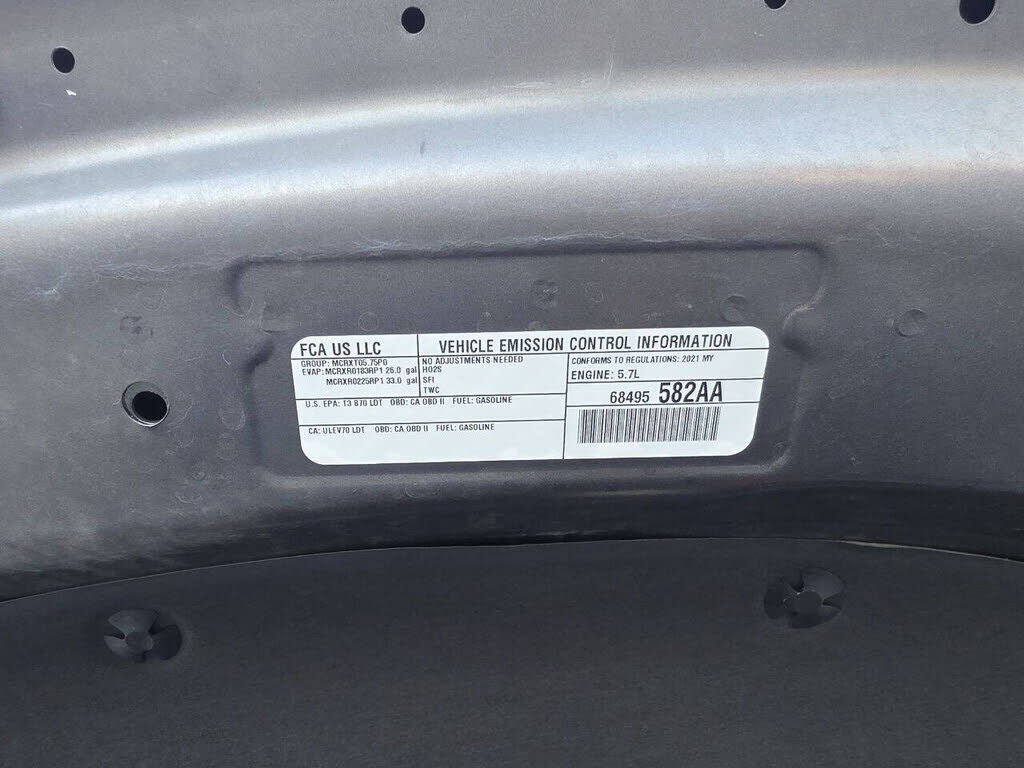 FCA US LLC
GROUP: MCRXT05.75P0
EVAP: MCRXR0183RP1 26.0 gal
MCRXR0225RP1 33.0 gal
U.S. EPA: T3 B70 LDT OBD: CA OBD II FUEL: GASOLINE
CA: ULEV70 LDT OBD: CA OBD II FUEL: GASOLINE
VEHICLE EMISSION CONTROL INFORMATION
NO ADJUSTMENTS NEEDED
HO2S
SFI
TWC
CONFORMS TO REGULATIONS: 2021 MY
ENGINE: 5.7L
68495 582AA